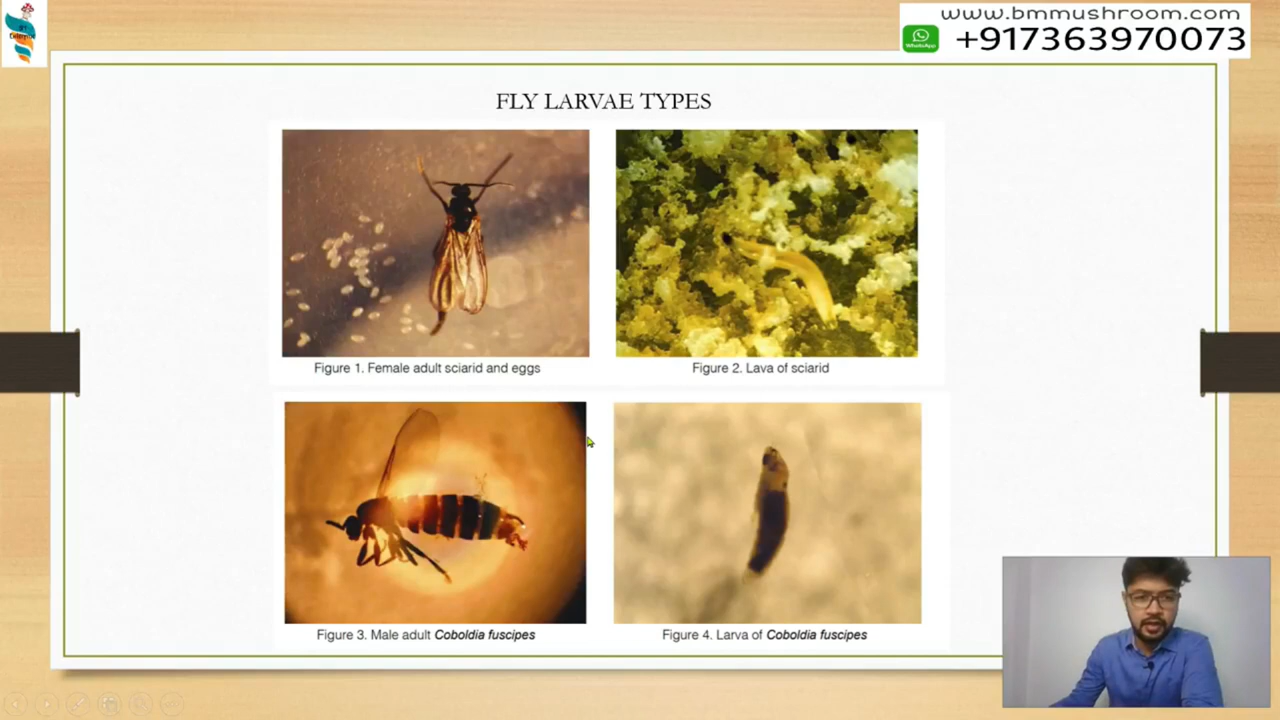 www.bmmushroom.com
WhatsApp
+917363970073
FLY LARVAE TYPES
Figure 1. Female adult sciarid and eggs
Figure 2. Lava of sciarid
Figure 3. Male adult Coboldia fuscipes
Figure 4. Larva of Coboldia fuscipes